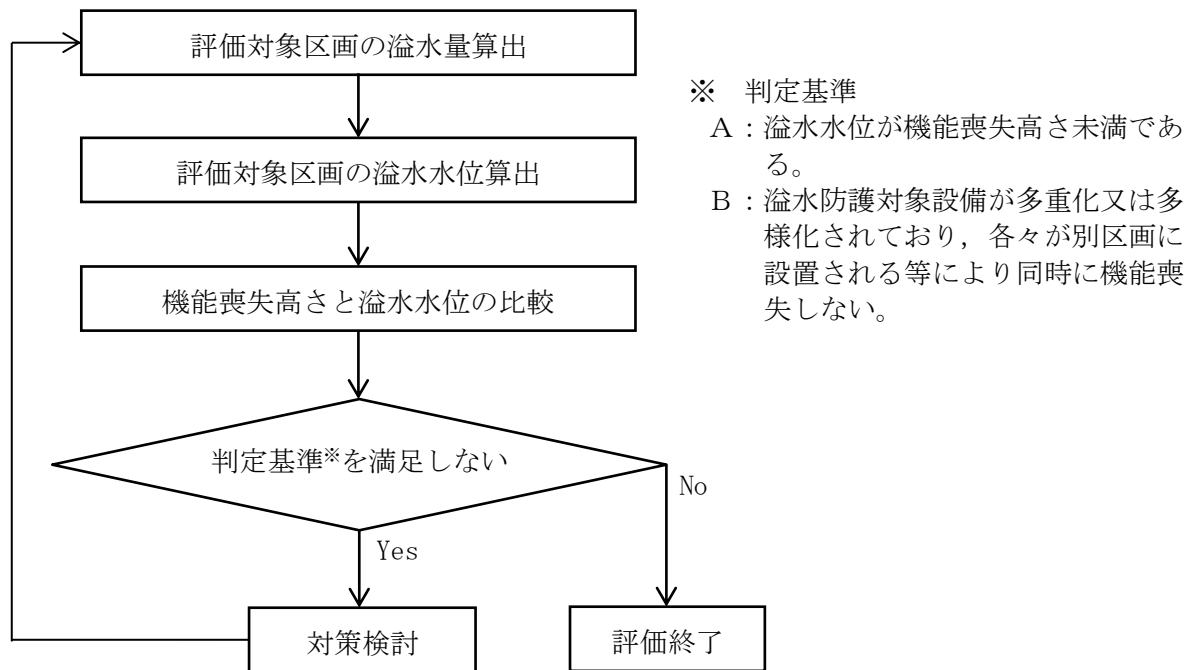 評価対象区画の溢水量算出
評価対象区画の溢水水位算出
機能喪失高さと溢水水位の比較
判定基準※を満足しない
No
Yes
対策検討
評価終了
※　判定基準
Ａ：溢水水位が機能喪失高さ未満であ
る。
Ｂ：溢水防護対象設備が多重化又は多
様化されており，各々が別区画に
設置される等により同時に機能喪
失しない。